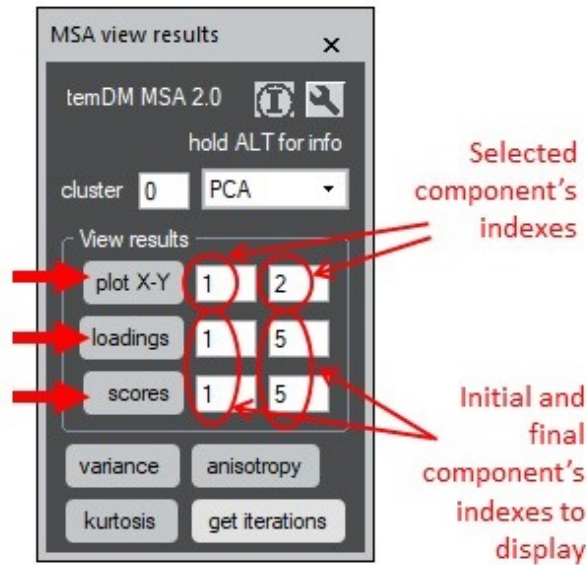 MSA view results x
temDM MSA 2.0
hold ALT for info
cluster 0 PCA
View results
plot X-Y 1 2
loadings 1 5
scores 1 5
variance anisotropy
kurtosis get iterations
Selected
component's
indexes
Initial and
final
component's
indexes to
display